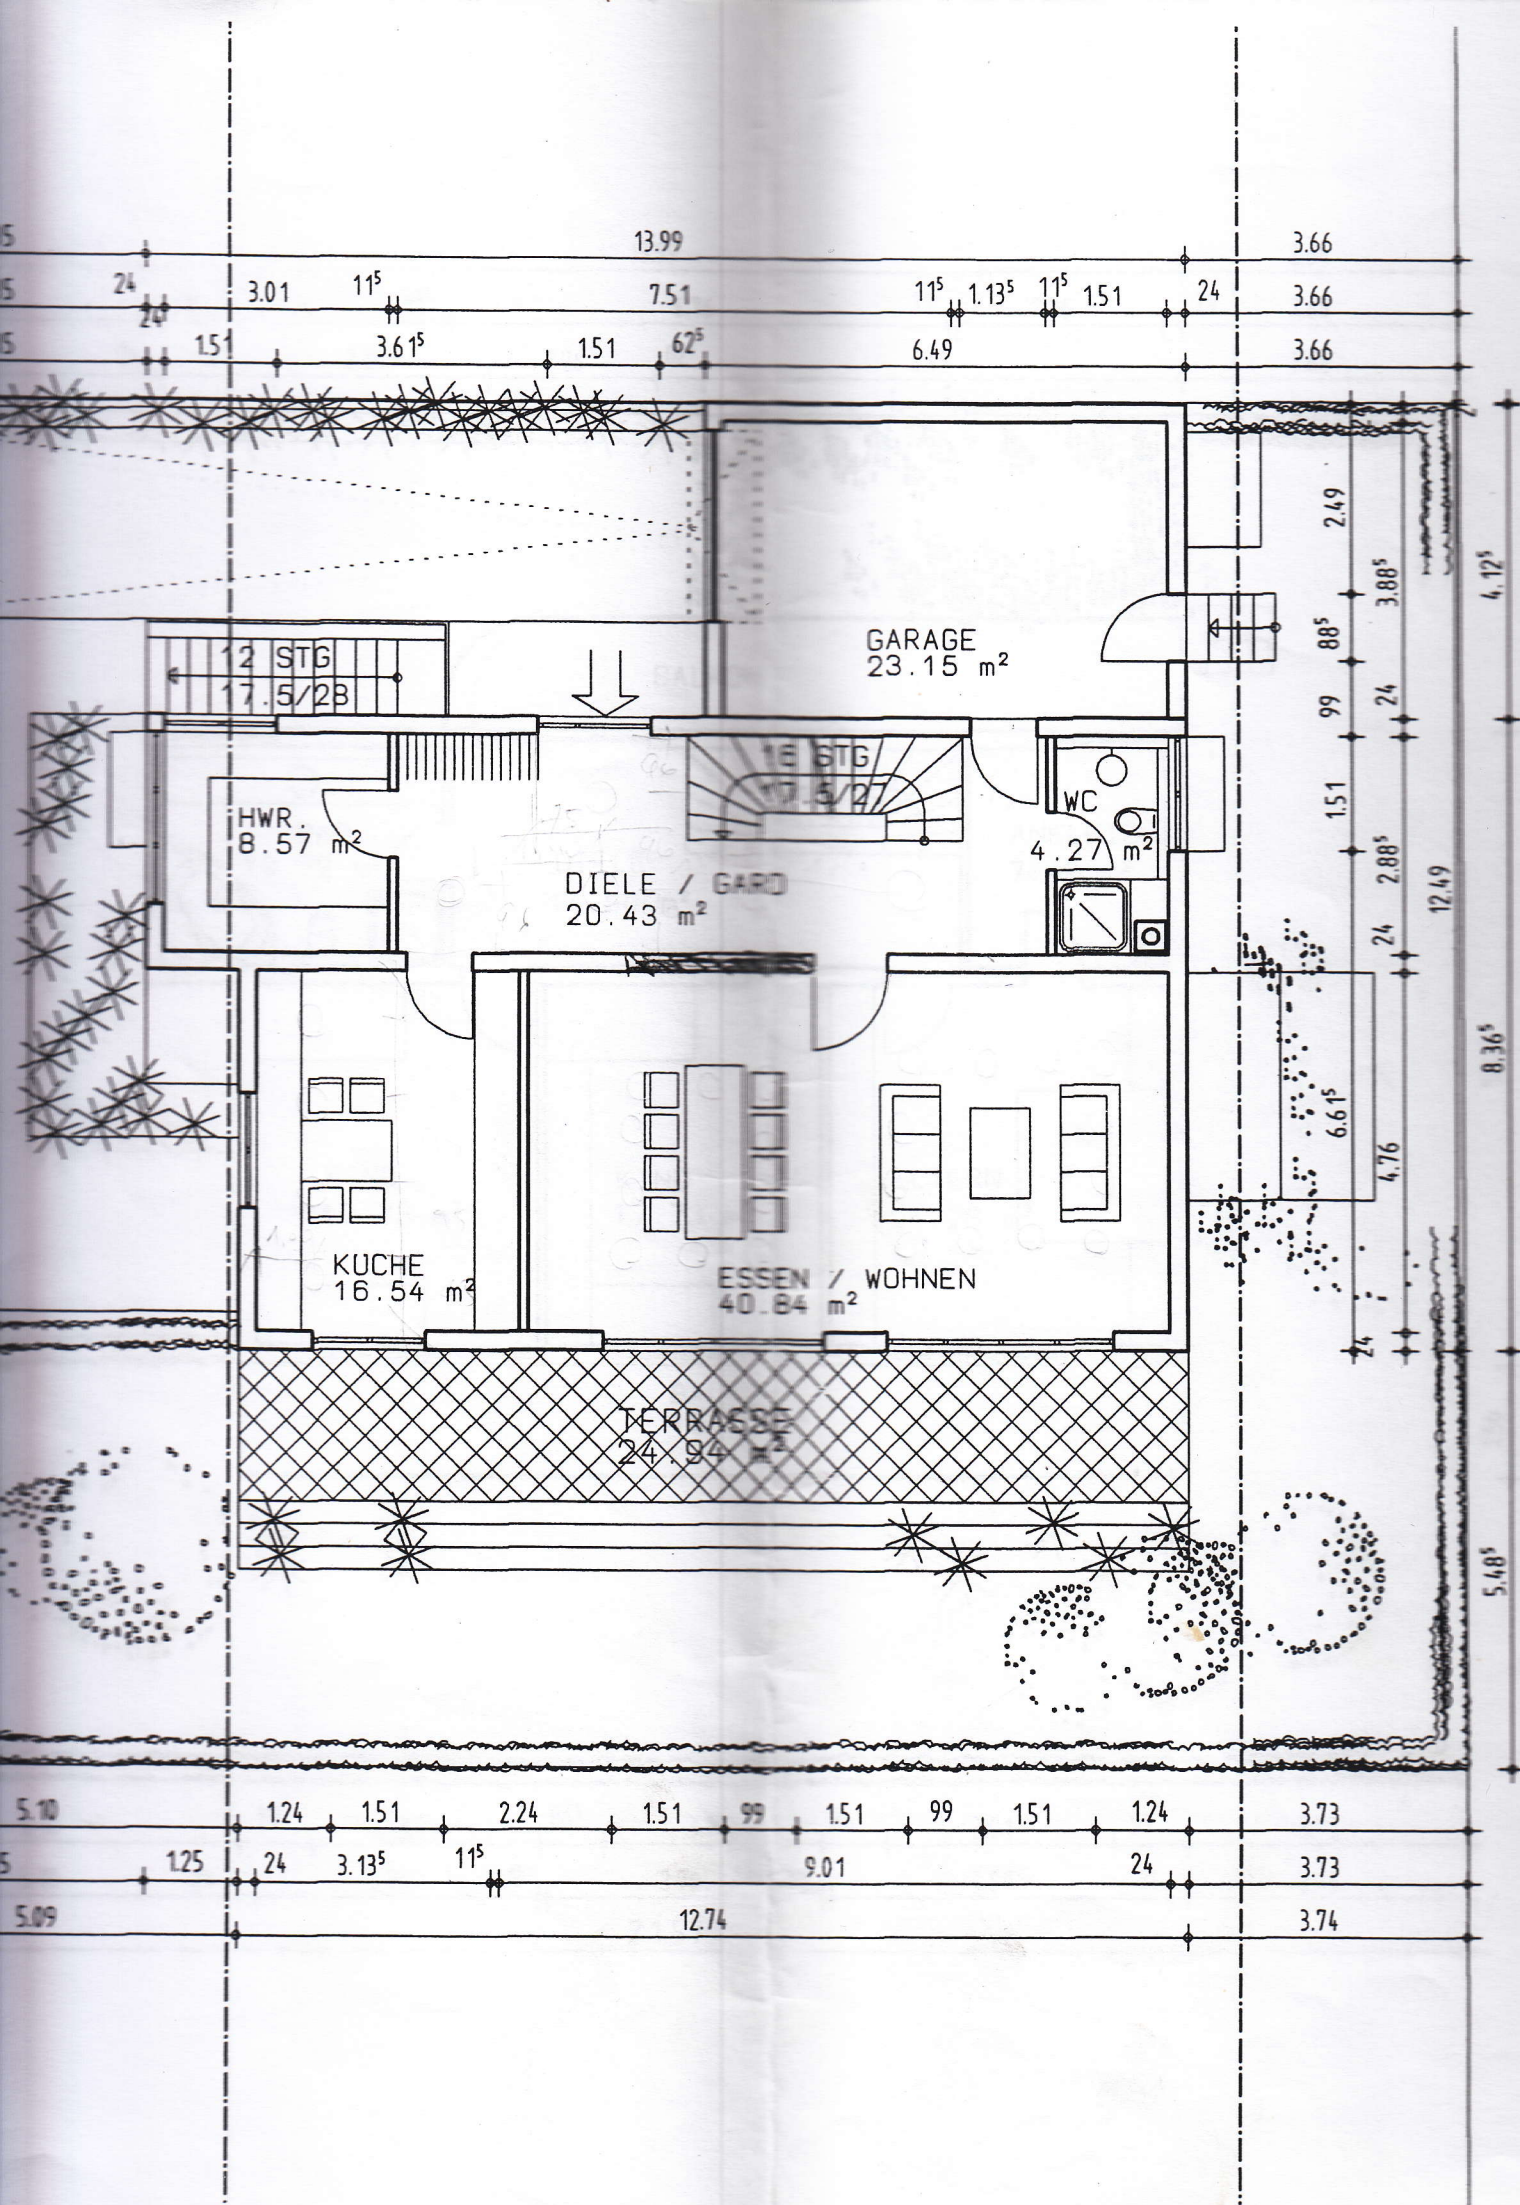 13.99 3.66
24 3.01 11⁵ 7.51 11⁵ 1.13⁵ 11⁵ 1.51 24 3.66
24
1.51 3.61⁵ 1.51 62⁵ 6.49 3.66
2.49
3.88⁵
4.12⁵
88⁵
99
24
GARAGE
23.15 m²
12 STG
17.5/28
16 STG
17.5/27
HWR.
8.57 m²
WC
4.27 m²
DIELE / GARD
20.43 m²
1.51
2.88⁵
12.49
24
8.36⁵
6.61⁵
4.76
KÜCHE
16.54 m²
ESSEN / WOHNEN
40.84 m²
24
TERRASSE
24.94 m²
5.48⁵
5.10 1.24 1.51 2.24 1.51 99 1.51 99 1.51 1.24 3.73
1.25 24 3.13⁵ 11⁵ 9.01 24 3.73
5.09 12.74 3.74